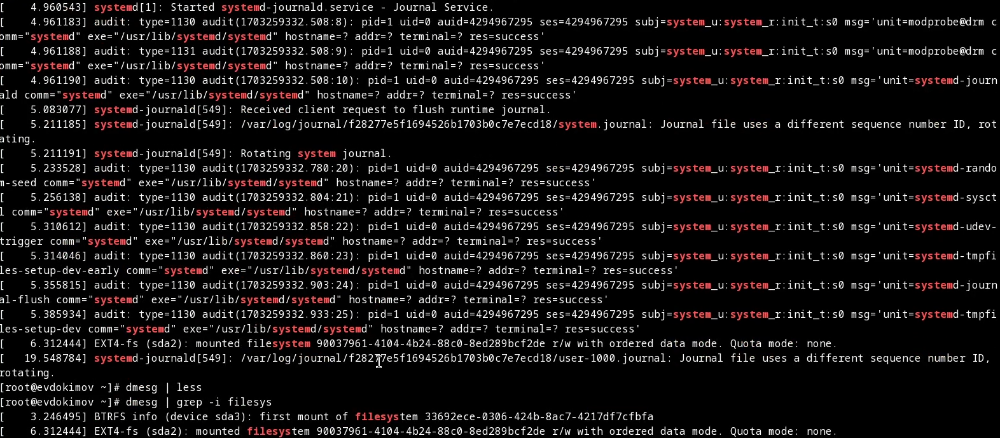 [    4.960543] systemd[1]: Started systemd-journald.service - Journal Service.
[    4.961183] audit: type=1130 audit(1703259332.508:8): pid=1 uid=0 auid=4294967295 ses=4294967295 subj=system_u:system_r:init_t:s0 msg='unit=modprobe@drm c
omm="systemd" exe="/usr/lib/systemd/systemd" hostname=? addr=? terminal=? res=success'
[    4.961188] audit: type=1131 audit(1703259332.508:9): pid=1 uid=0 auid=4294967295 ses=4294967295 subj=system_u:system_r:init_t:s0 msg='unit=modprobe@drm c
omm="systemd" exe="/usr/lib/systemd/systemd" hostname=? addr=? terminal=? res=success'
[    4.961190] audit: type=1130 audit(1703259332.508:10): pid=1 uid=0 auid=4294967295 ses=4294967295 subj=system_u:system_r:init_t:s0 msg='unit=systemd-journ
ald comm="systemd" exe="/usr/lib/systemd/systemd" hostname=? addr=? terminal=? res=success'
[    5.083077] systemd-journald[549]: Received client request to flush runtime journal.
[    5.211185] systemd-journald[549]: /var/log/journal/f28277e5f1694526b1703b0c7e7ecd18/system.journal: Journal file uses a different sequence number ID, rot
ating.
[    5.211191] systemd-journald[549]: Rotating system journal.
[    5.233528] audit: type=1130 audit(1703259332.780:20): pid=1 uid=0 auid=4294967295 ses=4294967295 subj=system_u:system_r:init_t:s0 msg='unit=systemd-rando
m-seed comm="systemd" exe="/usr/lib/systemd/systemd" hostname=? addr=? terminal=? res=success'
[    5.256138] audit: type=1130 audit(1703259332.804:21): pid=1 uid=0 auid=4294967295 ses=4294967295 subj=system_u:system_r:init_t:s0 msg='unit=systemd-sysct
l comm="systemd" exe="/usr/lib/systemd/systemd" hostname=? addr=? terminal=? res=success'
[    5.310612] audit: type=1130 audit(1703259332.858:22): pid=1 uid=0 auid=4294967295 ses=4294967295 subj=system_u:system_r:init_t:s0 msg='unit=systemd-udev-
trigger comm="systemd" exe="/usr/lib/systemd/systemd" hostname=? addr=? terminal=? res=success'
[    5.314046] audit: type=1130 audit(1703259332.860:23): pid=1 uid=0 auid=4294967295 ses=4294967295 subj=system_u:system_r:init_t:s0 msg='unit=systemd-tmpfi
les-setup-dev-early comm="systemd" exe="/usr/lib/systemd/systemd" hostname=? addr=? terminal=? res=success'
[    5.355815] audit: type=1130 audit(1703259332.903:24): pid=1 uid=0 auid=4294967295 ses=4294967295 subj=system_u:system_r:init_t:s0 msg='unit=systemd-journ
al-flush comm="systemd" exe="/usr/lib/systemd/systemd" hostname=? addr=? terminal=? res=success'
[    5.385934] audit: type=1130 audit(1703259332.933:25): pid=1 uid=0 auid=4294967295 ses=4294967295 subj=system_u:system_r:init_t:s0 msg='unit=systemd-tmpfi
les-setup-dev comm="systemd" exe="/usr/lib/systemd/systemd" hostname=? addr=? terminal=? res=success'
[    6.312444] EXT4-fs (sda2): mounted filesystem 90037961-4104-4b24-88c0-8ed289bcf2de r/w with ordered data mode. Quota mode: none.
[   19.548784] systemd-journald[549]: /var/log/journal/f28277e5f1694526b1703b0c7e7ecd18/user-1000.journal: Journal file uses a different sequence number ID,
rotating.
[root@evdokimov ~]# dmesg | less
[root@evdokimov ~]# dmesg | grep -i filesys
[    3.246495] BTRFS info (device sda3): first mount of filesystem 33692ece-0306-424b-8ac7-4217df7cfbfa
[    6.312444] EXT4-fs (sda2): mounted filesystem 90037961-4104-4b24-88c0-8ed289bcf2de r/w with ordered data mode. Quota mode: none.